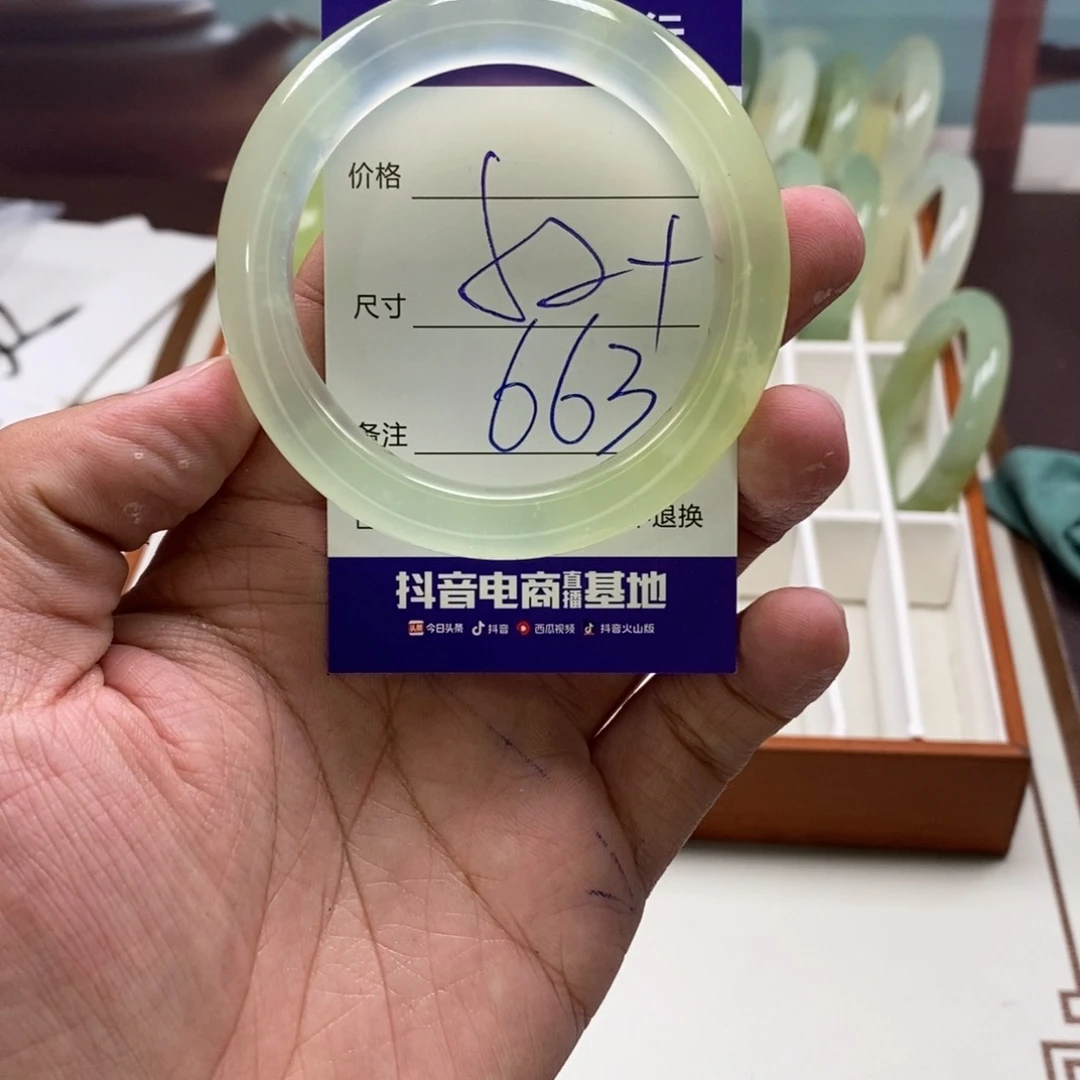 价格
尺寸
663
备注
退换
抖音电商直播基地
今日头条 抖音 西瓜视频 抖音火山版